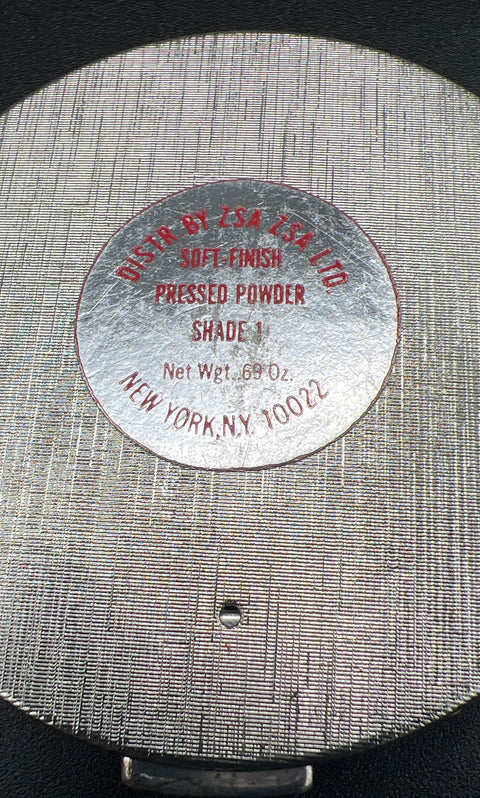 DISTR BY ZSA ZSA LTD.
SOFT-FINISH
PRESSED POWDER
SHADE 1
Net Wgt. .69 Oz.
NEW YORK, N.Y. 10022